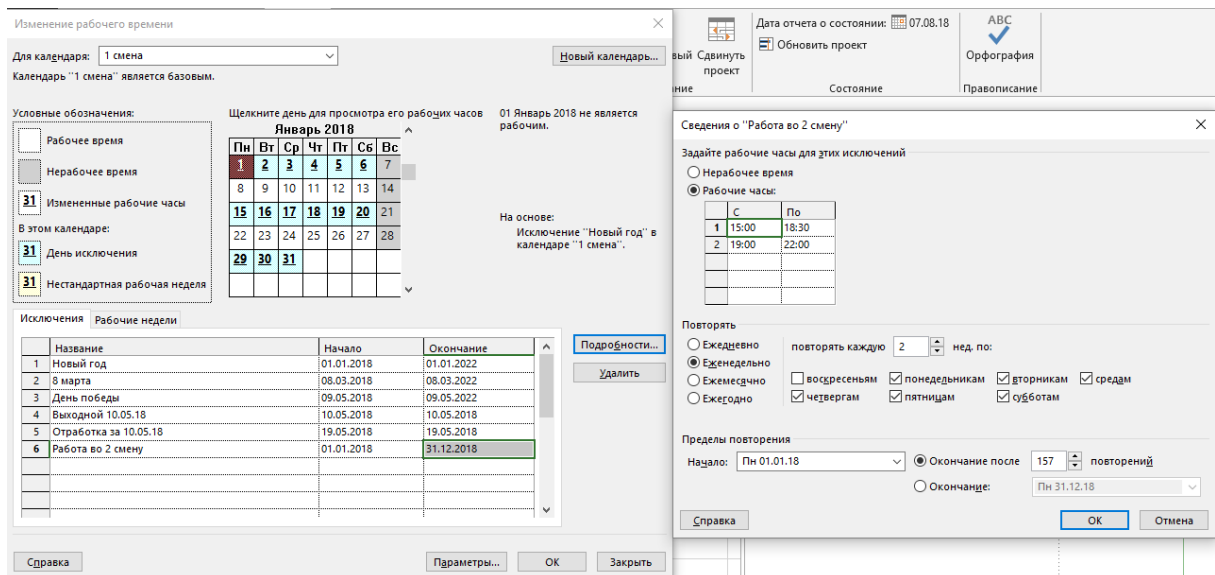 Изменение рабочего времени
Для календаря: 1 смена
Новый календарь...
Календарь "1 смена" является базовым.
Условные обозначения:
Рабочее время
Нерабочее время
31 Измененные рабочие часы
В этом календаре:
31 День исключения
31 Нестандартная рабочая неделя
Щелкните день для просмотра его рабочих часов
Январь 2018
Пн Вт Ср Чт Пт Сб Вс
1 2 3 4 5 6 7
8 9 10 11 12 13 14
15 16 17 18 19 20 21
22 23 24 25 26 27 28
29 30 31
01 Январь 2018 не является
рабочим.
На основе:
Исключение "Новый год" в
календаре "1 смена".
Исключения Рабочие недели
Название Начало Окончание
1 Новый год 01.01.2018 01.01.2022
2 8 марта 08.03.2018 08.03.2022
3 День победы 09.05.2018 09.05.2022
4 Выходной 10.05.18 10.05.2018 10.05.2018
5 Отработка за 10.05.18 19.05.2018 19.05.2018
6 Работа во 2 смену 01.01.2018 31.12.2018
Подробности...
Удалить
Справка
Параметры...
ОК
Закрыть
вый Сдвинуть
проект
ние
Дата отчета о состоянии: 07.08.18
Обновить проект
Состояние
ABC
Орфография
Правописание
Сведения о "Работа во 2 смену"
Задайте рабочие часы для этих исключений
Нерабочее время
Рабочие часы:
С По
1 15:00 18:30
2 19:00 22:00
Повторять
Ежедневно
Еженедельно
Ежемесячно
Ежегодно
повторять каждую 2 нед. по:
воскресеньям понедельникам вторникам средам
четвергам пятницам субботам
Пределы повторения
Начало: Пн 01.01.18
Окончание после 157 повторений
Окончание: Пн 31.12.18
Справка
ОК
Отмена